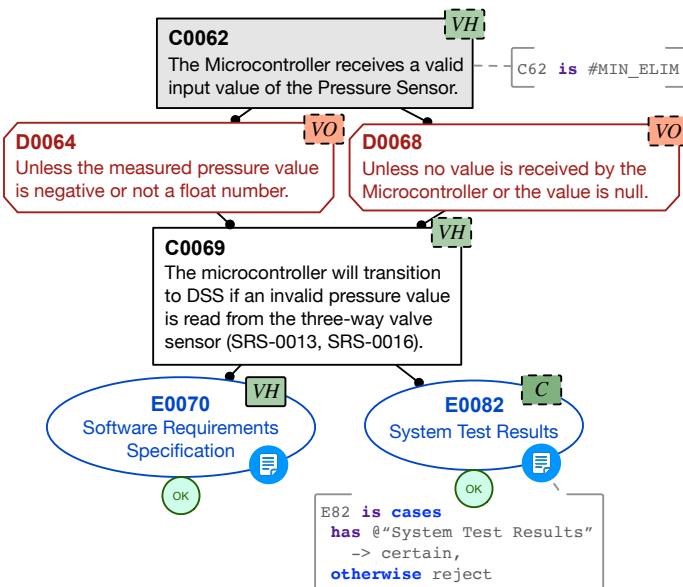 VH
C0062
The Microcontroller receives a valid
input value of the Pressure Sensor.
C62 is #MIN_ELIM
VO
D0064
Unless the measured pressure value
is negative or not a float number.
VO
D0068
Unless no value is received by the
Microcontroller or the value is null.
VH
C0069
The microcontroller will transition
to DSS if an invalid pressure value
is read from the three-way valve
sensor (SRS-0013, SRS-0016).
VH
E0070
Software Requirements
Specification
OK
C
E0082
System Test Results
OK
E82 is cases
has @“System Test Results”
-> certain,
otherwise reject